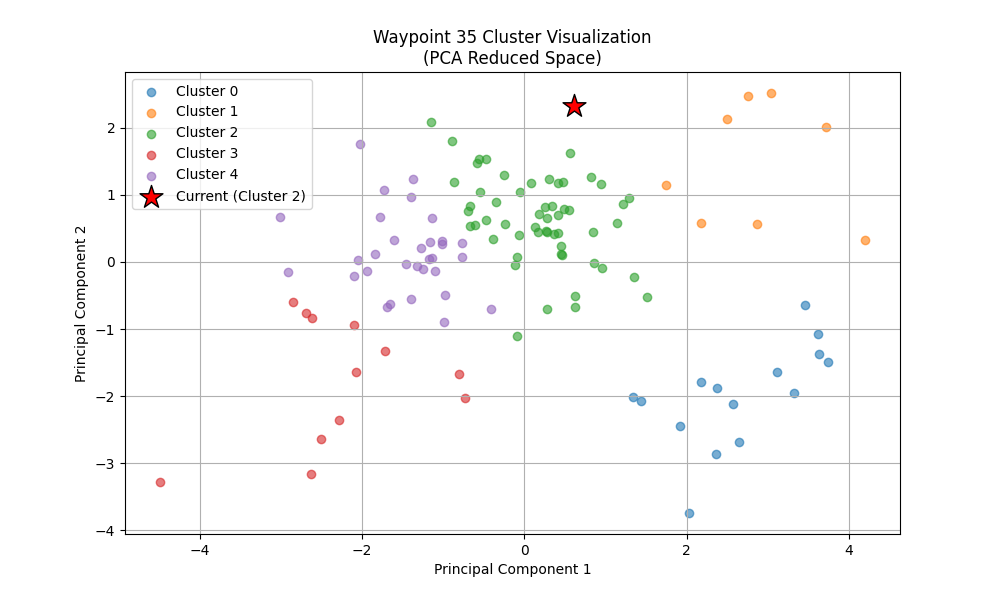 Waypoint 35 Cluster Visualization
(PCA Reduced Space)
Cluster 0
Cluster 1
Cluster 2
Cluster 3
Cluster 4
Current (Cluster 2)
Principal Component 2
2
1
0
−1
−2
−3
−4
−4
−2
0
2
4
Principal Component 1